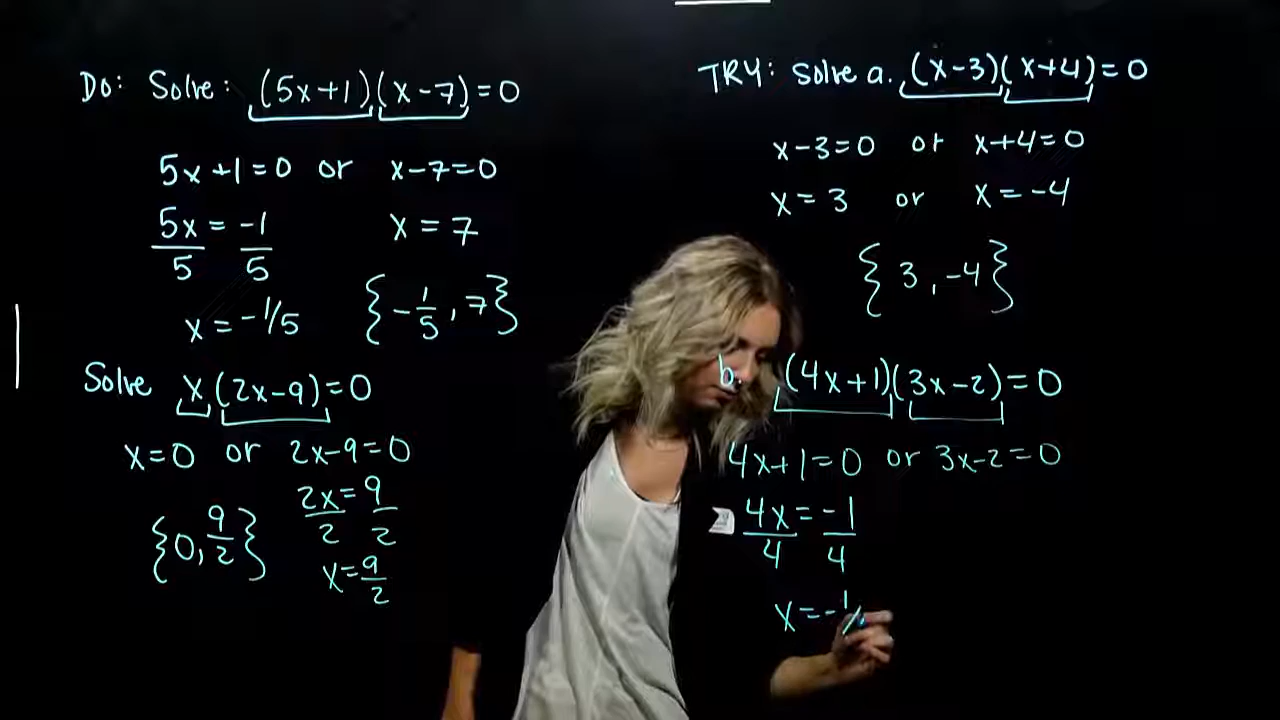 Do: Solve: (5x+1)(x-7)=0
5x+1=0 or x-7=0
5x/5 = -1/5
x=7
x=-1/5
{-1/5, 7}
Solve x(2x-9)=0
x=0 or 2x-9=0
2x/2=9/2
{0, 9/2}
x=9/2
TRY: Solve a. (x-3)(x+4)=0
x-3=0 or x+4=0
x=3 or x=-4
{3, -4}
b. (4x+1)(3x-2)=0
4x+1=0 or 3x-2=0
4x/4=-1/4
x=-1/